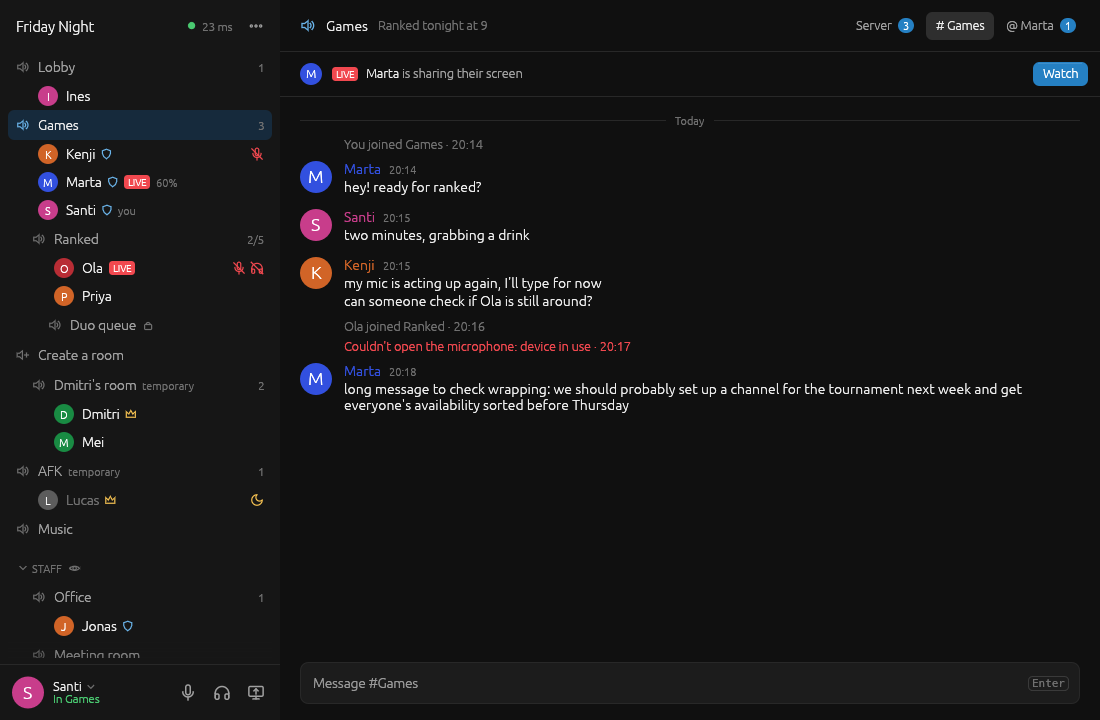 Friday Night
23 ms
Lobby
1
I
Ines
Games
3
K
Kenji
M
Marta
LIVE
60%
S
Santi
you
Ranked
2/5
O
Ola
LIVE
P
Priya
Duo queue
Create a room
Dmitri's room temporary
2
D
Dmitri
M
Mei
AFK temporary
1
L
Lucas
Music
STAFF
Office
1
J
Jonas
Meeting room
S
Santi
In Games
Games
Ranked tonight at 9
Server 3
# Games
@ Marta 1
M
LIVE
Marta is sharing their screen
Watch
Today
You joined Games · 20:14
M
Marta 20:14
hey! ready for ranked?
S
Santi 20:15
two minutes, grabbing a drink
K
Kenji 20:15
my mic is acting up again, I'll type for now
can someone check if Ola is still around?
Ola joined Ranked · 20:16
Couldn't open the microphone: device in use · 20:17
M
Marta 20:18
long message to check wrapping: we should probably set up a channel for the tournament next week and get
everyone's availability sorted before Thursday
Message #Games
Enter